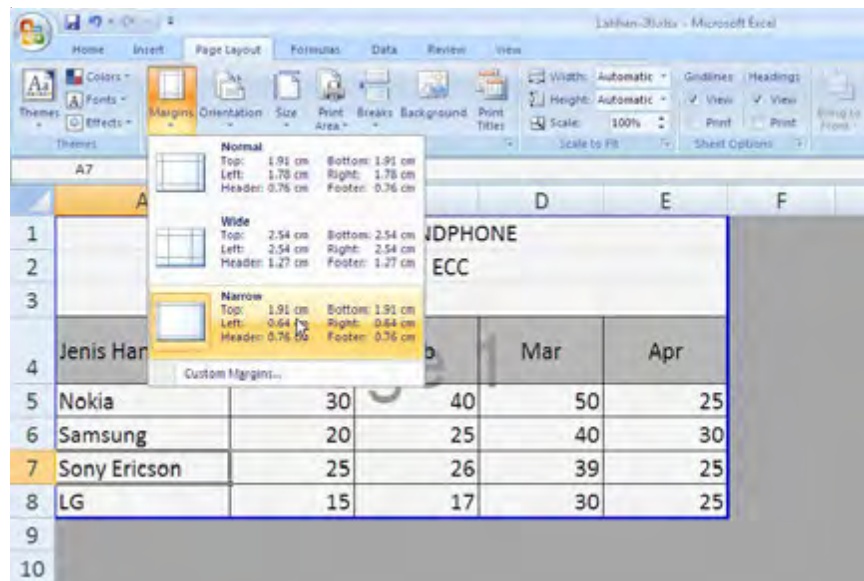 Latihan-30.xlsx - Microsoft Excel
Home Insert Page Layout Formulas Data Review View
Themes
Colors
Fonts
Effects
Themes
Margins
Orientation
Size
Print Area
Breaks
Background
Print Titles
Width: Automatic
Height: Automatic
Scale: 100%
Scale to Fit
Gridlines
View
Print
Headings
View
Print
Sheet Options
Bring to Front
A7
Normal
Top: 1.91 cm Bottom: 1.91 cm
Left: 1.78 cm Right: 1.78 cm
Header: 0.76 cm Footer: 0.76 cm
Wide
Top: 2.54 cm Bottom: 2.54 cm
Left: 2.54 cm Right: 2.54 cm
Header: 1.27 cm Footer: 1.27 cm
Narrow
Top: 1.91 cm Bottom: 1.91 cm
Left: 0.64 Right: 0.64 cm
Header: 0.76 Footer: 0.76 cm
Custom Margins...
A D E F
1 NDPHONE
2 ECC
3
4 Jenis Har b Mar Apr
5 Nokia 30 40 50 25
6 Samsung 20 25 40 30
7 Sony Ericson 25 26 39 25
8 LG 15 17 30 25
9
10